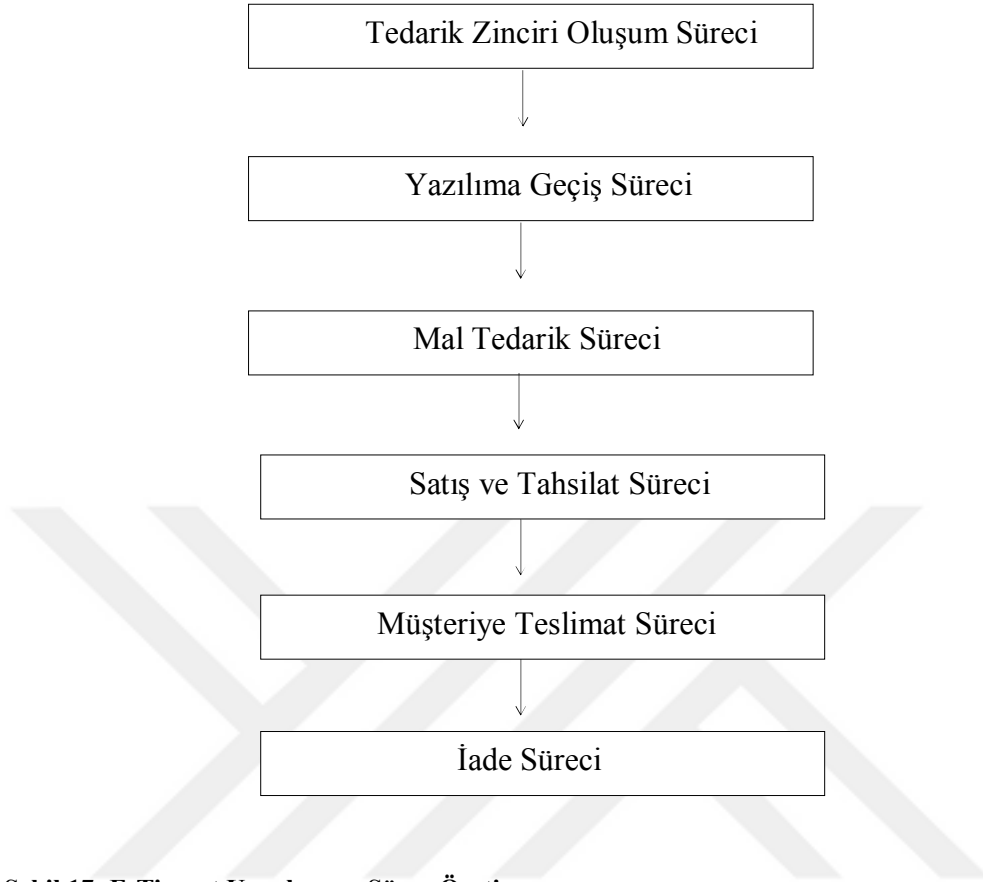 Tedarik Zinciri Oluşum Süreci
Yazılıma Geçiş Süreci
Mal Tedarik Süreci
Satış ve Tahsilat Süreci
Müşteriye Teslimat Süreci
İade Süreci